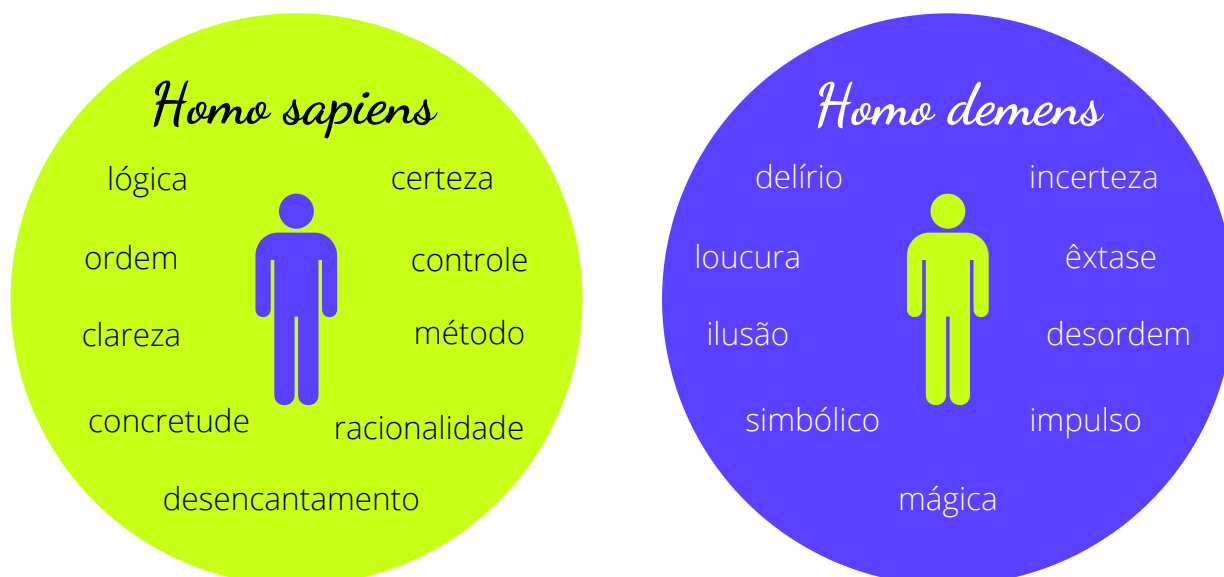 Homo sapiens
lógica
certeza
ordem
controle
clareza
método
concretude
racionalidade
desencantamento
Homo demens
delírio
incerteza
loucura
êxtase
ilusão
desordem
simbólico
impulso
mágica